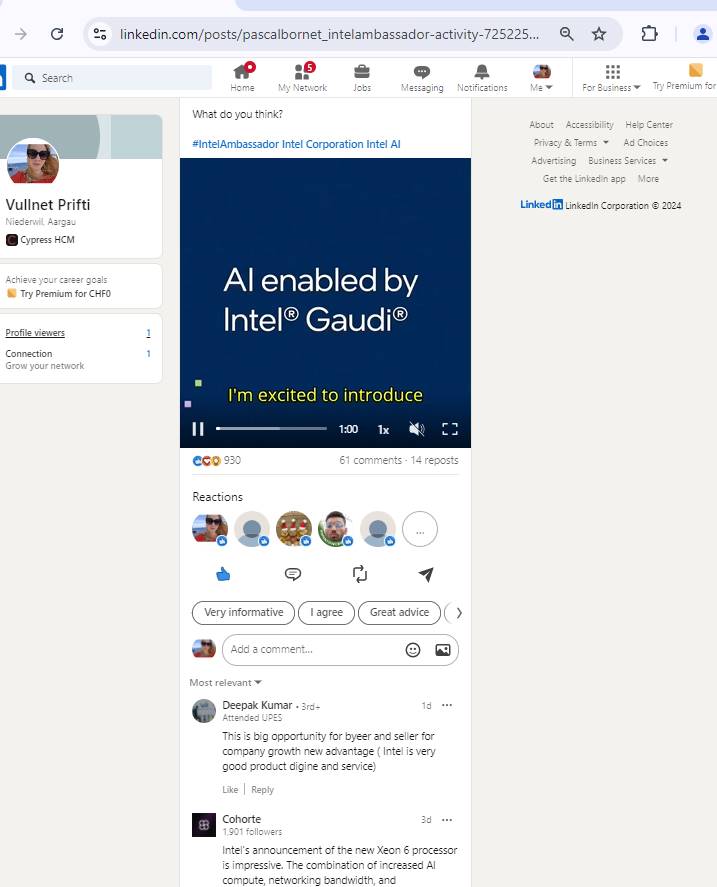 linkedin.com/posts/pascalbornet_intelambassador-activity-725225...
Search
Home
5
My Network
Jobs
Messaging
Notifications
Me
For Business
Try Premium for
What do you think?
#IntelAmbassador Intel Corporation Intel AI
AI enabled by
Intel® Gaudi®
I'm excited to introduce
1:00
1x
930
61 comments · 14 reposts
Reactions
...
Very informative
I agree
Great advice
Add a comment...
Most relevant
Deepak Kumar • 3rd+
1d
Attended UPES
This is big opportunity for byeer and seller for
company growth new advantage ( Intel is very
good product digine and service)
Like | Reply
Cohorte
3d
1,901 followers
Intel's announcement of the new Xeon 6 processor
is impressive. The combination of increased AI
compute, networking bandwidth, and
Vullnet Prifti
Niederwil, Aargau
Cypress HCM
Achieve your career goals
Try Premium for CHF0
Profile viewers 1
Connection 1
Grow your network
About Accessibility Help Center
Privacy & Terms Ad Choices
Advertising Business Services
Get the LinkedIn app More
LinkedIn LinkedIn Corporation © 2024